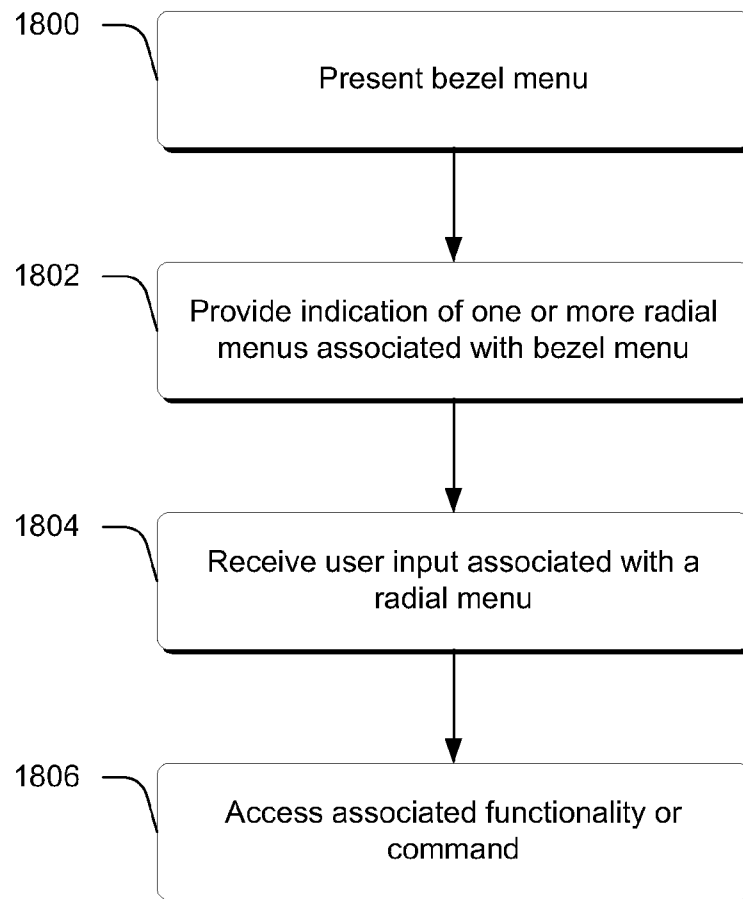 1800
Present bezel menu
1802
Provide indication of one or more radial
menus associated with bezel menu
1804
Receive user input associated with a
radial menu
1806
Access associated functionality or
command